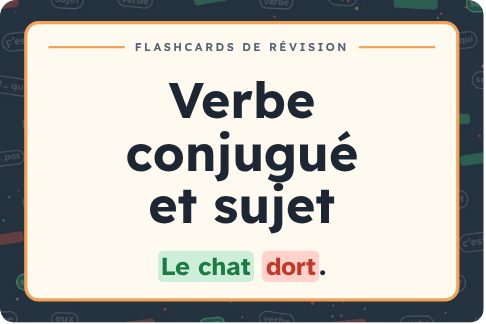 FLASHCARDS DE RÉVISION
Verbe
conjugué
et sujet
Le chat dort.